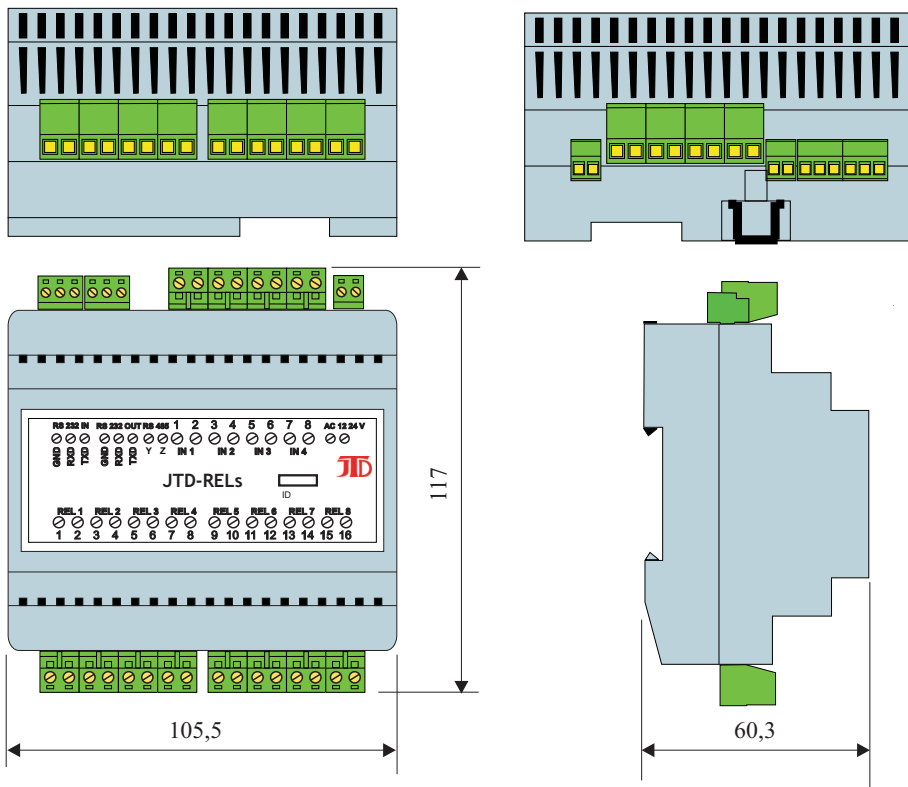 RS 232 IN RS 232 OUT RS 485 1 2 3 4 5 6 7 8 AC 12 24 V
GND RXD TXD GND RXD TXD Y Z IN 1 IN 2 IN 3 IN 4
JTD
JTD-RELs
ID
REL 1 REL 2 REL 3 REL 4 REL 5 REL 6 REL 7 REL 8
1 2 3 4 5 6 7 8 9 10 11 12 13 14 15 16
117
105,5
60,3